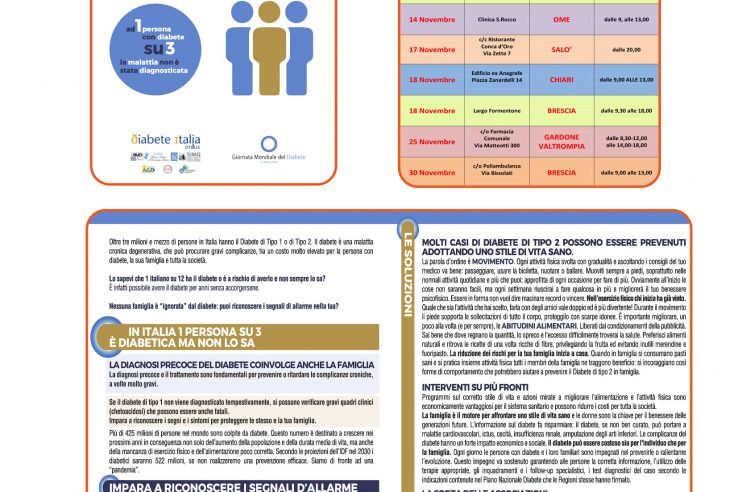 ad 1 persona
con diabete
su 3
la malattia non è
stata diagnosticata
Diabete Italia
onlus
Giornata Mondiale del Diabete
14 Novembre
Clinica S.Rocco
OME
dalle 9, alle 13,00
17 Novembre
c/c Ristorante
Conca d'Oro
Via Zette 7
SALO'
dalle 20,00
18 Novembre
Edificio ex Anagrafe
Piazza Zanardelli 14
CHIARI
dalle 9,00 ALLE 13,00
18 Novembre
Largo Formentone
BRESCIA
dalle 9,30 alle 18,00
25 Novembre
c/o Farmacia
Comunale
Via Matteotti 300
GARDONE
VALTROMPIA
dalle 8,30-12,00
alle 14,00-18,00
30 Novembre
c/o Poliambulanza
Via Bissolati
BRESCIA
dalle 9,00 alle 13,00
Oltre tre milioni e mezzo di persone in Italia hanno il Diabete di Tipo 1 o di Tipo 2. Il diabete è una malattia
cronica degenerativa, che può procurare gravi complicanze, ha un costo molto elevato per la persona con
diabete, la sua famiglia e tutta la società.
Lo sapevi che 1 italiano su 12 ha il diabete o è a rischio di averlo e non sempre lo sa?
È infatti possibile avere il diabete per anni senza accorgersene.
Nessuna famiglia è "ignorata" dal diabete: puoi riconoscere i segnali di allarme nella tua?
IN ITALIA 1 PERSONA SU 3
È DIABETICA MA NON LO SA
LA DIAGNOSI PRECOCE DEL DIABETE COINVOLGE ANCHE LA FAMIGLIA
La diagnosi precoce e il trattamento sono fondamentali per prevenire o ritardare le complicanze croniche,
a volte molto gravi.
Se il diabete di tipo 1 non viene diagnosticato tempestivamente, si possono verificare gravi quadri clinici
(chetoacidosi) che possono essere anche fatali.
Impara a riconoscere i segni e i sintomi per proteggere te stesso e la tua famiglia.
Più di 425 milioni di persone nel mondo sono colpite da diabete. Questo numero è destinato a crescere nei
prossimi anni in conseguenza non solo dell'aumento della popolazione e della durata media di vita, ma anche
della mancanza di esercizio fisico e dell'alimentazione poco corretta. Secondo le proiezioni dell'IDF nel 2030 i
diabetici saranno 522 milioni, se non realizzeremo una prevenzione efficace. Siamo di fronte ad una
"pandemia".
IMPARA A RICONOSCERE I SEGNALI D'ALLARME
LE SOLUZIONI
MOLTI CASI DI DIABETE DI TIPO 2 POSSONO ESSERE PREVENUTI
ADOTTANDO UNO STILE DI VITA SANO.
La parola d'ordine è MOVIMENTO. Ogni attività fisica svolta con gradualità e ascoltando i consigli del tuo
medico va bene: passeggiare, usare la bicicletta, nuotare o ballare. Muoviti sempre a piedi, soprattutto nelle
normali attività quotidiane e più che puoi: approfitta di ogni occasione per fare di più. Ovviamente all'inizio le
cose non saranno facili, ma ogni settimana riuscirai a fare qualcosa in più e migliorerà il tuo benessere
psicofisico. Essere in forma non vuol dire macinare record o vincere. Nell'esercizio fisico chi inizia ha già vinto.
Quale che sia l'attività che hai scelto, farla con degli amici vale doppio ed è più divertente! Durante il movimento
il piede sopporta le sollecitazioni di tutto il corpo, proteggilo con scarpe idonee. È importante migliorare, un
poco alla volta (e per sempre), le ABITUDINI ALIMENTARI. Liberati dai condizionamenti della pubblicità.
Sai bene che dove regnano la quantità, lo spreco e l'eccesso difficilmente troverai la salute. Preferisci alimenti
naturali e ritrova le ricette di una volta ricche di fibre, privilegiando la frutta ed evitando inutili merendine e
fuoripasto. La riduzione dei rischi per la tua famiglia inizia a casa. Quando in famiglia si consumano pasti
sani e si pratica insieme attività fisica tutti i membri della famiglia ne traggono beneficio: si incoraggiano così
forme di comportamento che potrebbero aiutare a prevenire il Diabete di tipo 2 in famiglia.
INTERVENTI SU PIÙ FRONTI
Programmi sul corretto stile di vita e azioni mirate a migliorare l'alimentazione e l'attività fisica sono
economicamente vantaggiosi per il sistema sanitario e possono ridurre i costi per tutta la società.
La famiglia è il motore per affrontare uno stile di vita sano e le donne sono la chiave per il benessere delle
generazioni future. L'informazione sul diabete fa risparmiare: il diabete, se non ben curato, può portare a
malattie cardiovascolari, ictus, cecità, insufficienza renale, amputazione degli arti inferiori. Le complicanze del
diabete hanno un forte impatto economico e sociale. Il diabete può essere costoso sia per l'individuo che per
la famiglia. Ogni giorno le persone con diabete e le loro famiglie si impegnano a prevenirlo e rallentarne
l'evoluzione. Questo impegno va sostenuto garantendo alle persone la corretta informazione, l'utilizzo delle
terapie appropriate, gli inquadramenti e i follow-up specialistici, i test diagnostici del caso secondo le
indicazioni contenute nel Piano Nazionale Diabete che le Regioni stesse hanno firmato.
LA FORZA DELLE ASSOCIAZIONI